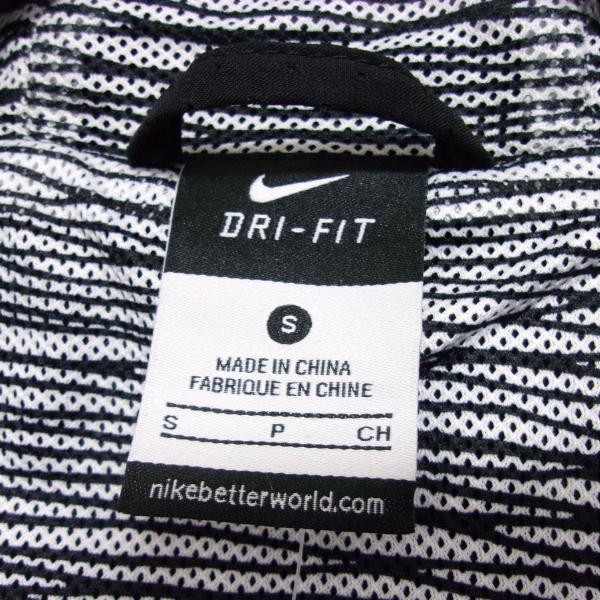 DRI-FIT
S
MADE IN CHINA
FABRIQUE EN CHINE
S P CH
nikebetterworld.com